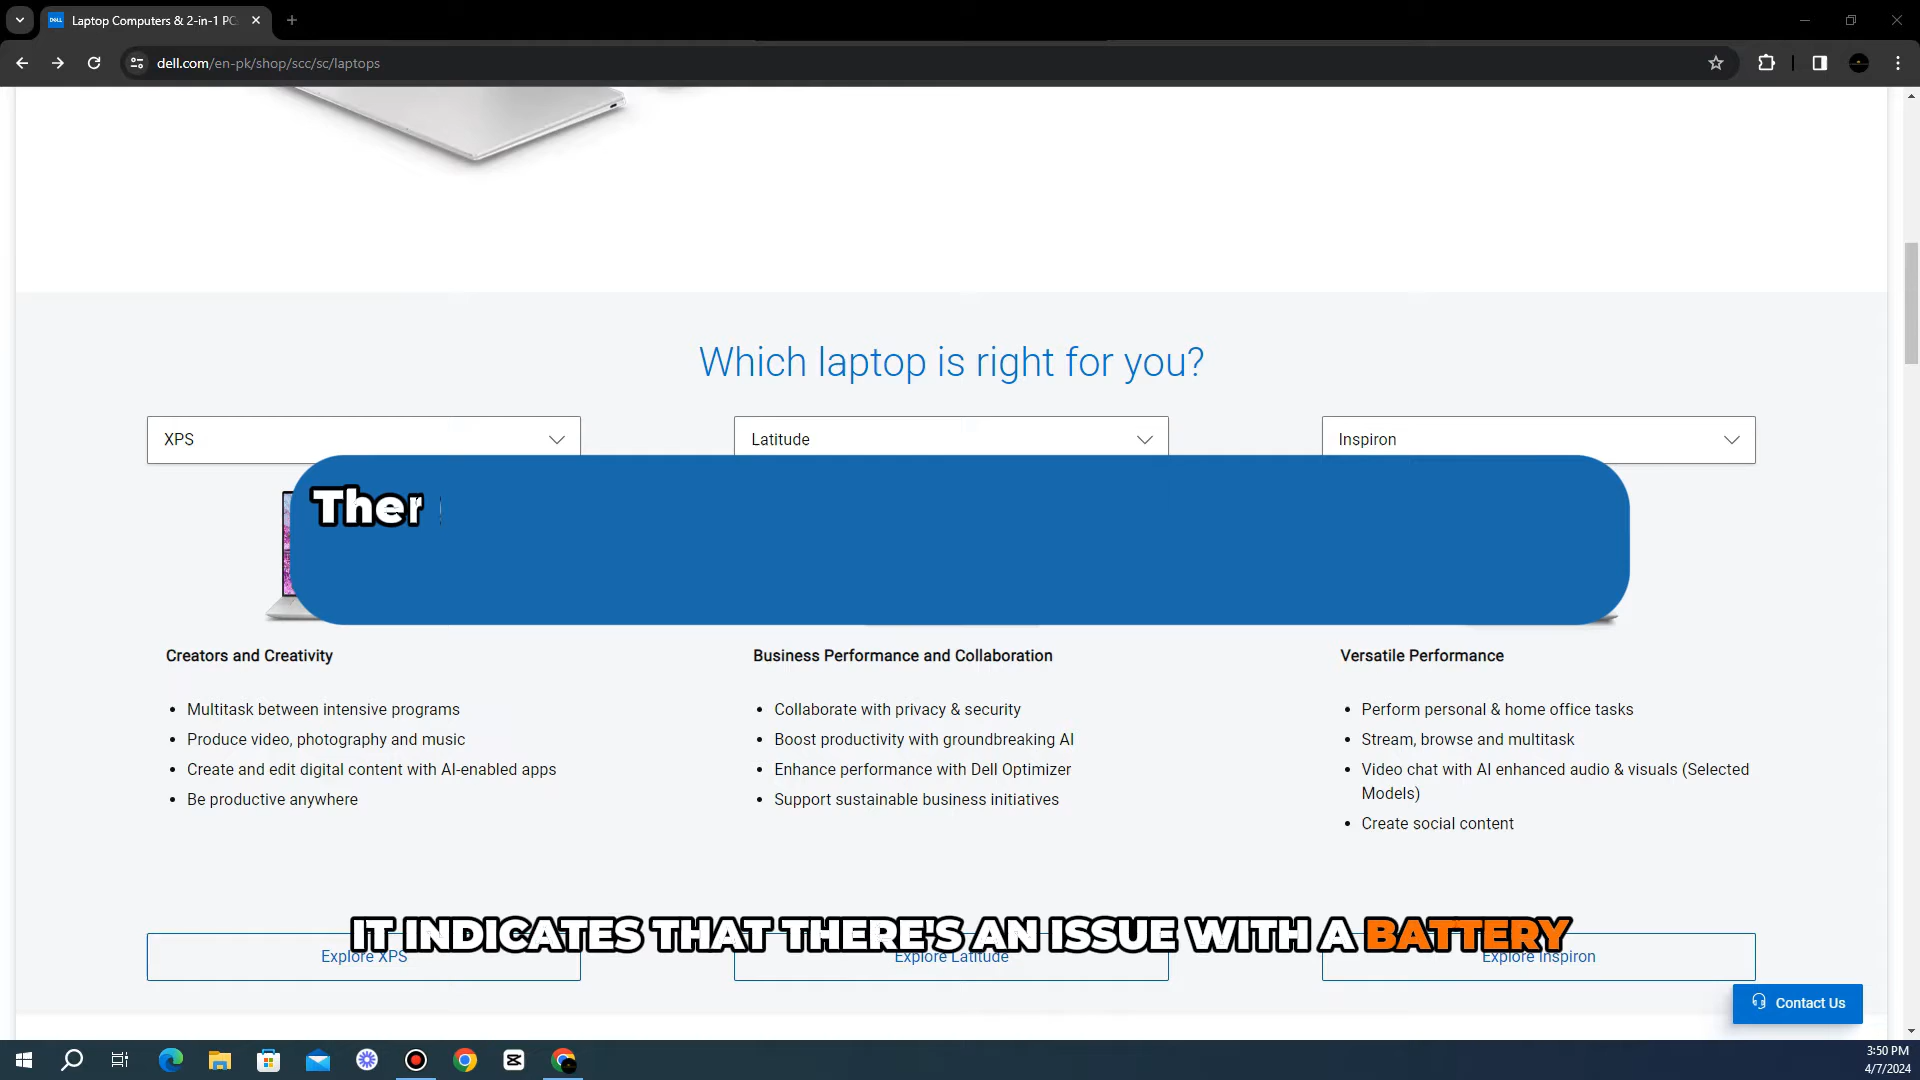 Laptop Computers & 2-in-1 PC
dell.com/en-pk/shop/scc/sc/laptops
Which laptop is right for you?
XPS
Latitude
Inspiron
Ther
Creators and Creativity
• Multitask between intensive programs
• Produce video, photography and music
• Create and edit digital content with AI-enabled apps
• Be productive anywhere
Business Performance and Collaboration
• Collaborate with privacy & security
• Boost productivity with groundbreaking AI
• Enhance performance with Dell Optimizer
• Support sustainable business initiatives
Versatile Performance
• Perform personal & home office tasks
• Stream, browse and multitask
• Video chat with AI enhanced audio & visuals (Selected
Models)
• Create social content
IT INDICATES THAT THERE'S AN ISSUE WITH A BATTERY
Explore XPS
Explore Latitude
Explore Inspiron
Contact Us
3:50 PM
4/7/2024